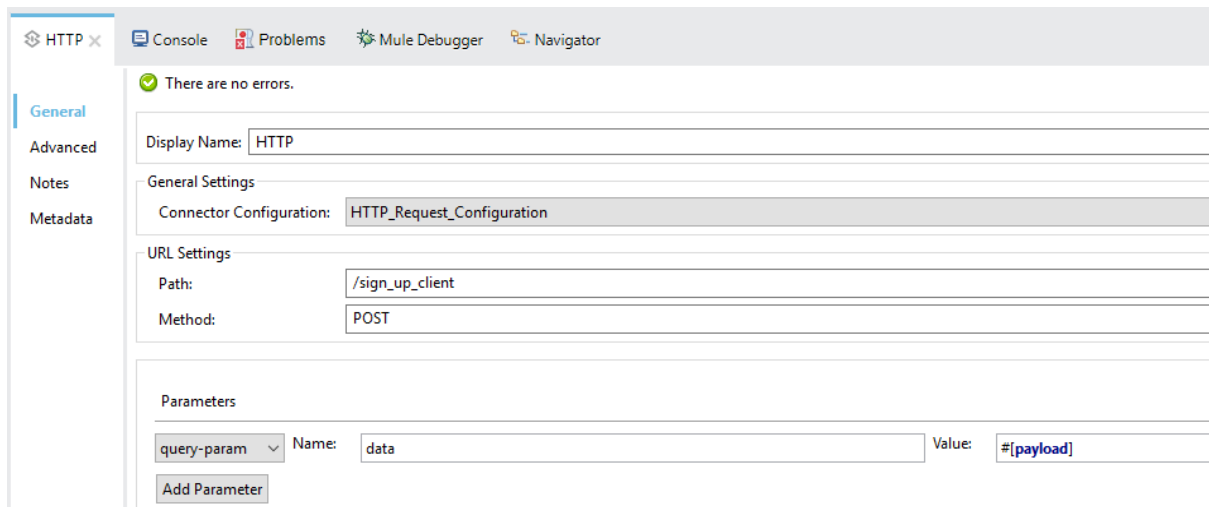 HTTP Console Problems Mule Debugger Navigator
There are no errors.
General
Advanced
Notes
Metadata
Display Name: HTTP
General Settings
Connector Configuration: HTTP_Request_Configuration
URL Settings
Path: /sign_up_client
Method: POST
Parameters
query-param Name: data Value: #[payload]
Add Parameter